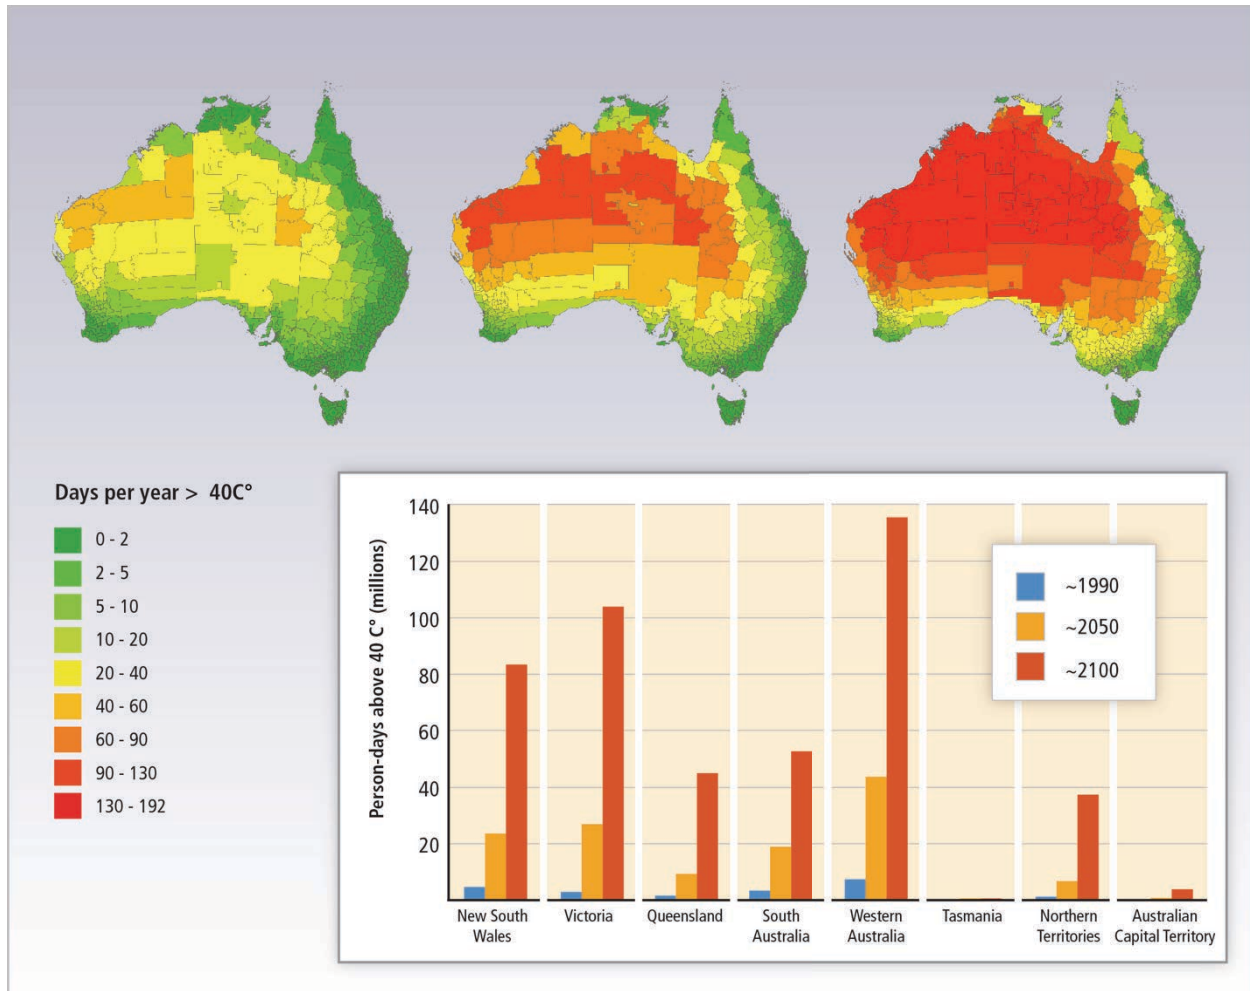 Days per year > 40C°
0 - 2
2 - 5
5 - 10
10 - 20
20 - 40
40 - 60
60 - 90
90 - 130
130 - 192
Person-days above 40 C° (millions)
140
120
100
80
60
40
20
~1990
~2050
~2100
New South
Wales
Victoria
Queensland
South
Australia
Western
Australia
Tasmania
Northern
Territories
Australian
Capital Territory